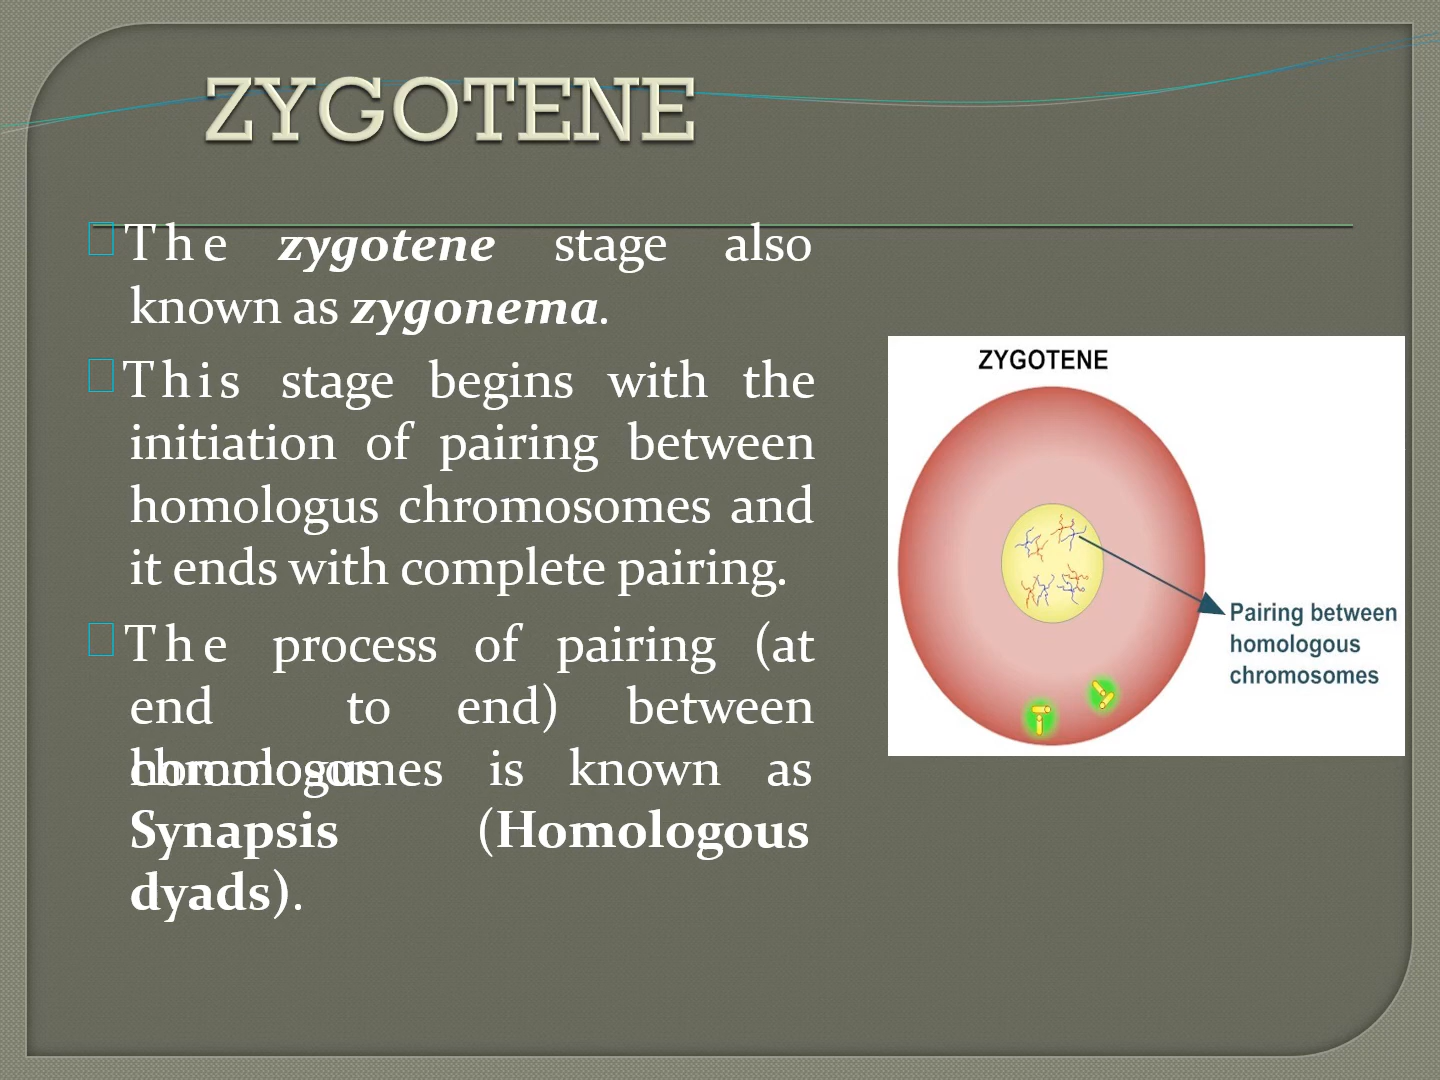 ZYGOTENE
The zygotene stage also
known as zygonema.
This stage begins with the
initiation of pairing between
homologus chromosomes and
it ends with complete pairing.
The process of pairing (at
end to end) between
homologus
chromosomes is known as
Synapsis (Homologous
dyads).
ZYGOTENE
Pairing between
homologous
chromosomes